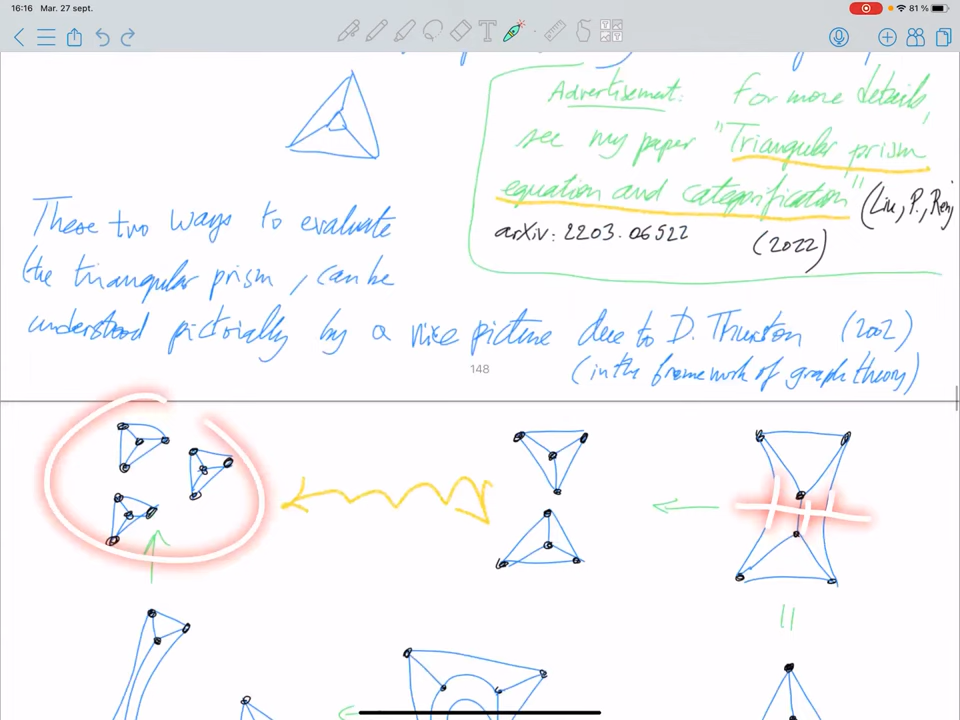 16:16 Mar. 27 sept.
81 %
Advertisement: For more details,
see my paper "Triangular prism
equation and categorification" (Liu, P., Ren,
arXiv: 2203.06522 (2022)
These two ways to evaluate
the triangular prism, can be
understood pictorially by a nice picture due to D. Thurston (2002)
148
(in the framework of graph theory)